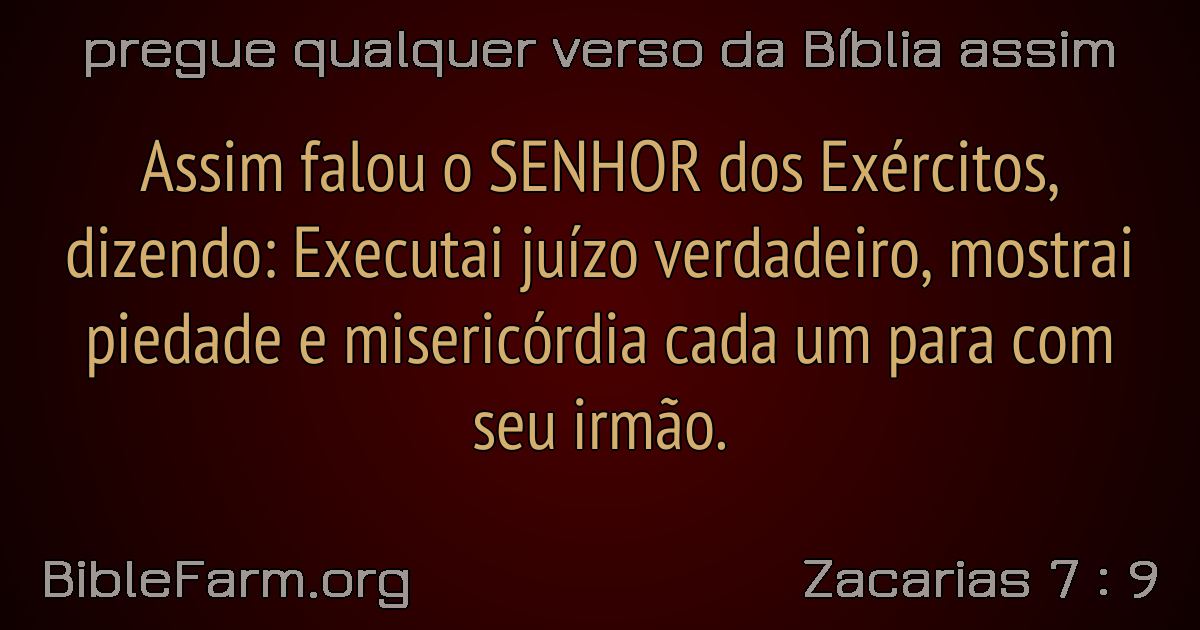 pregue qualquer verso da Bíblia assim
Assim falou o SENHOR dos Exércitos,
dizendo: Executai juízo verdadeiro, mostrai
piedade e misericórdia cada um para com
seu irmão.
BibleFarm.org
Zacarias 7 : 9